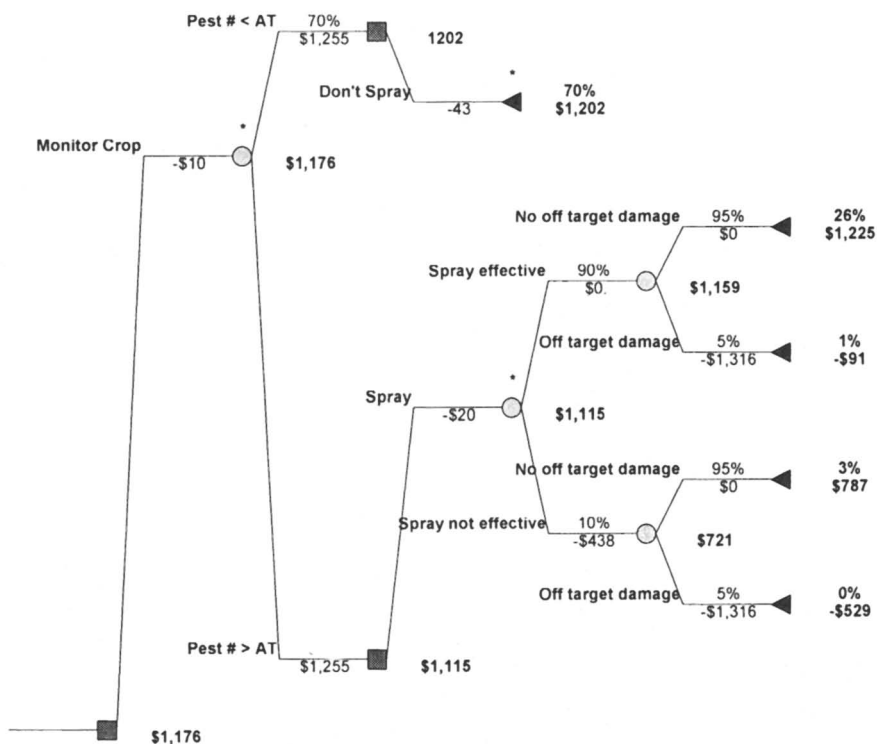 Pest # < AT 70%
$1,255 1202
*
Don't Spray 70%
-43 $1,202
*
Monitor Crop
-$10 $1,176
No off target damage 95% 26%
$0 $1,225
Spray effective 90%
$0. $1,159
Off target damage 5% 1%
-$1,316 -$91
*
Spray
-$20 $1,115
No off target damage 95% 3%
$0 $787
Spray not effective 10%
-$438 $721
Off target damage 5% 0%
-$1,316 -$529
Pest # > AT
$1,255 $1,115
$1,176